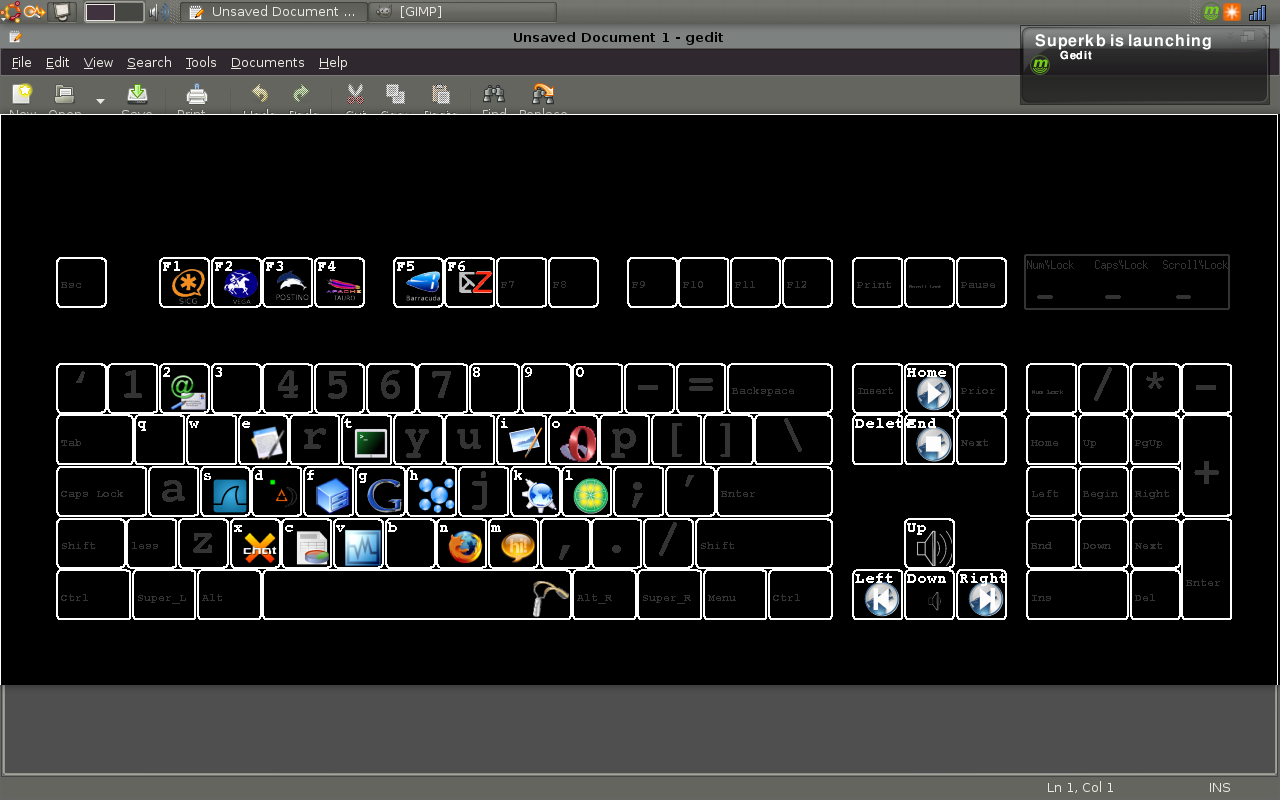 Unsaved Document ... [GIMP]
Unsaved Document 1 - gedit
Superkb is launching
Gedit
File Edit View Search Tools Documents Help
New Open Save Print Undo Redo Cut Copy Paste Find Replace
Esc F1 F2 F3 F4 F5 F6 F7 F8 F9 F10 F11 F12 Print Scroll Lock Pause Num\Lock Caps\Lock Scroll\Lock
SICG VEGA POSTINO APACHE TAURO Barracuda Z
‘ 1 2 3 4 5 6 7 8 9 0 - = Backspace Insert Home Prior Num Lock / * -
Tab q w e r t y u i o p [ ] \ Delete End Next Home Up PgUp +
Caps Lock a s d f g h j k l ; ’ Enter Left Begin Right
Shift less z x chat c v b n m hi! , . / Shift Up End Down Next Enter
Ctrl Super_L Alt Alt_R Super_R Menu Ctrl Left Down Right Ins Del
Ln 1, Col 1 INS